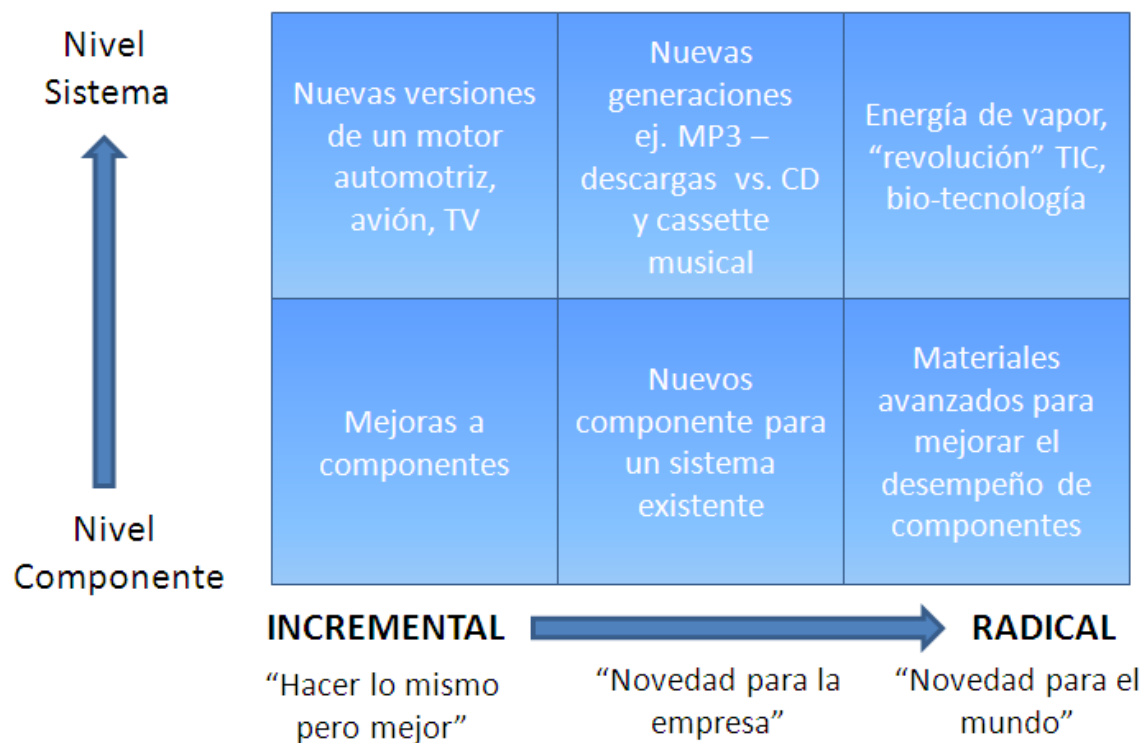 Nivel
Sistema
Nuevas versiones
de un motor
automotriz,
avión, TV
Nuevas
generaciones
ej. MP3 –
descargas vs. CD
y cassette
musical
Energía de vapor,
“revolución” TIC,
bio-tecnología
Nivel
Componente
Mejoras a
componentes
Nuevos
componente para
un sistema
existente
Materiales
avanzados para
mejorar el
desempeño de
componentes
INCREMENTAL
RADICAL
“Hacer lo mismo
pero mejor”
“Novedad para la
empresa”
“Novedad para el
mundo”